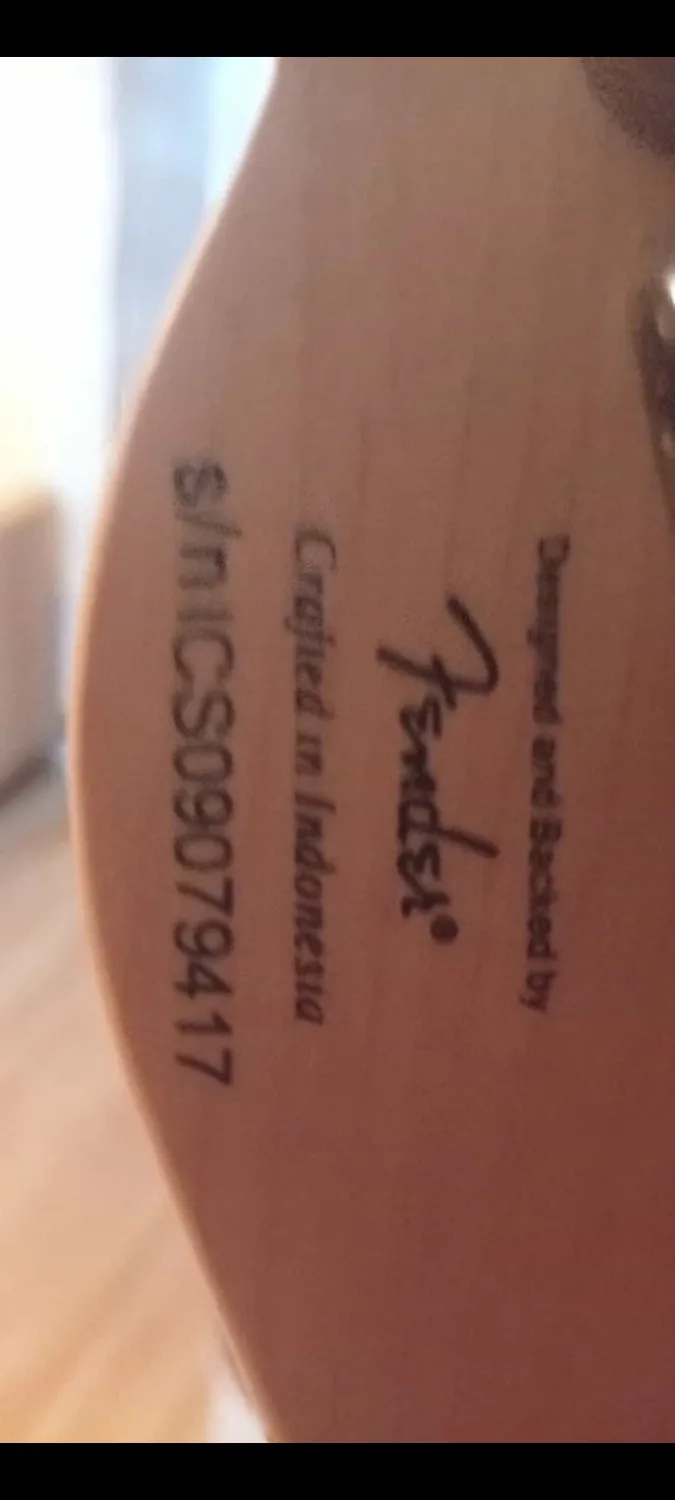 Designed and Backed by
Fender®
Crafted in Indonesia
s/n ICS09079417